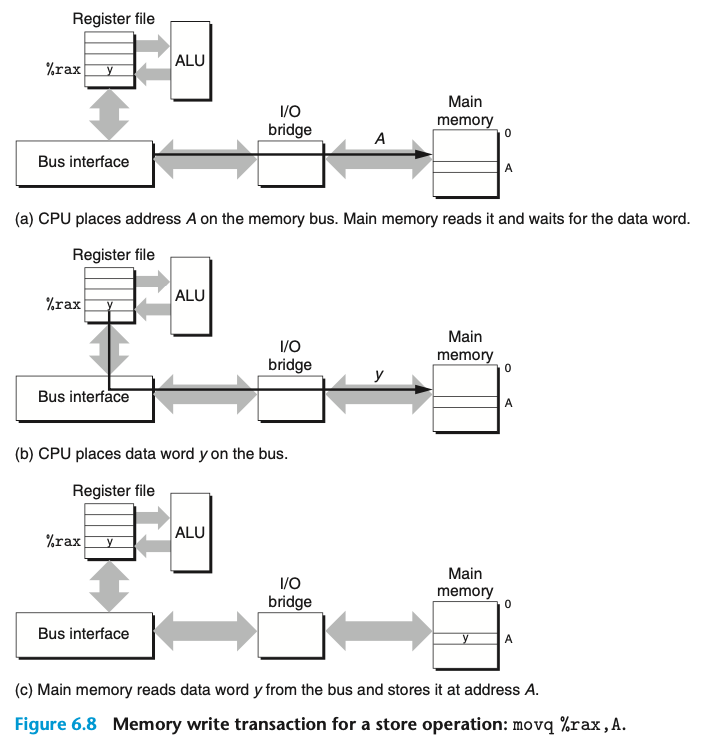 Register file
ALU
%rax
y
I/O
bridge
Main
memory
0
A
A
Bus interface
(a) CPU places address A on the memory bus. Main memory reads it and waits for the data word.
Register file
ALU
%rax
y
I/O
bridge
Main
memory
0
y
A
Bus interface
(b) CPU places data word y on the bus.
Register file
ALU
%rax
y
I/O
bridge
Main
memory
0
y
A
Bus interface
(c) Main memory reads data word y from the bus and stores it at address A.
Figure 6.8 Memory write transaction for a store operation: movq %rax,A.